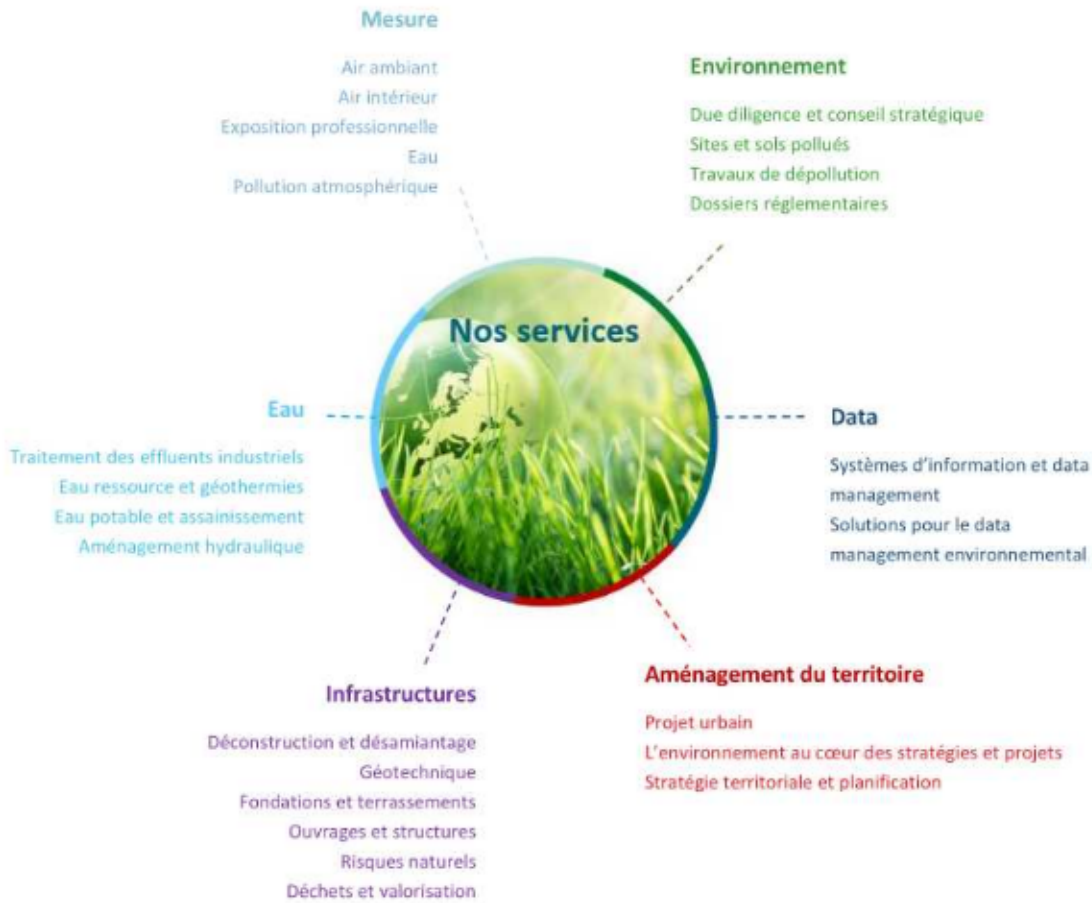 Mesure
Air ambiant
Air intérieur
Exposition professionnelle
Eau
Pollution atmosphérique
Environnement
Due diligence et conseil stratégique
Sites et sols pollués
Travaux de dépollution
Dossiers réglementaires
Nos services
Eau
Traitement des effluents industriels
Eau ressource et géothermies
Eau potable et assainissement
Aménagement hydraulique
Data
Systèmes d'information et data
management
Solutions pour le data
management environnemental
Infrastructures
Déconstruction et désamiantage
Géotechnique
Fondations et terrassements
Ouvrages et structures
Risques naturels
Déchets et valorisation
Aménagement du territoire
Projet urbain
L'environnement au cœur des stratégies et projets
Stratégie territoriale et planification